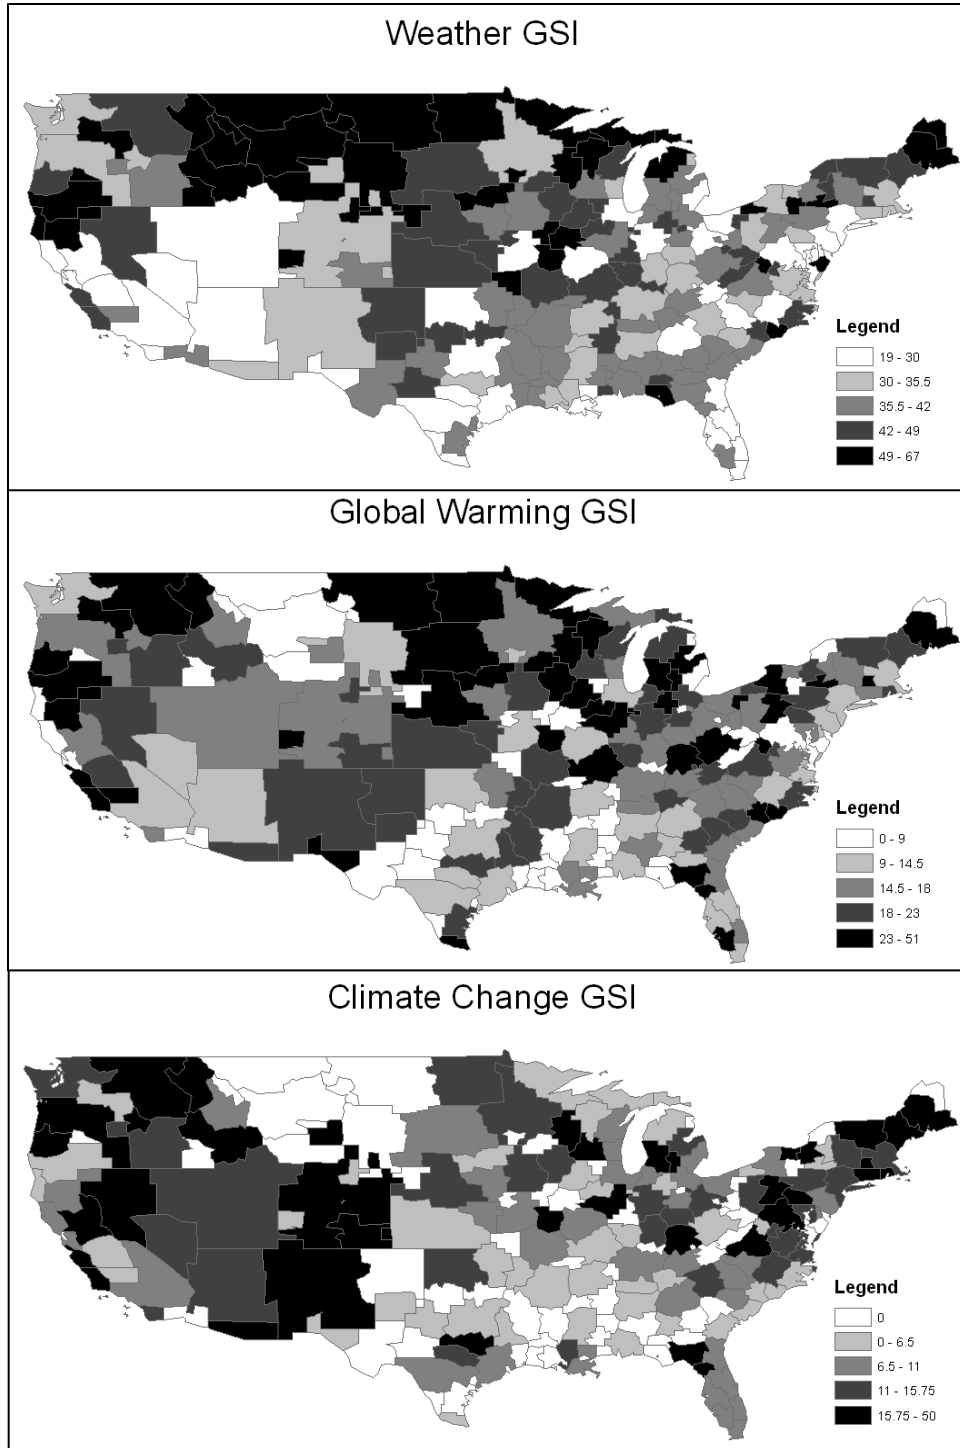 Weather GSI
Legend
19 - 30
30 - 35.5
35.5 - 42
42 - 49
49 - 67
Global Warming GSI
Legend
0 - 9
9 - 14.5
14.5 - 18
18 - 23
23 - 51
Climate Change GSI
Legend
0
0 - 6.5
6.5 - 11
11 - 15.75
15.75 - 50